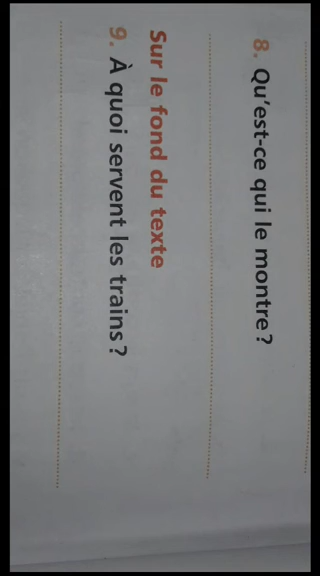 8. Qu'est-ce qui le montre ?
Sur le fond du texte
9. À quoi servent les trains ?